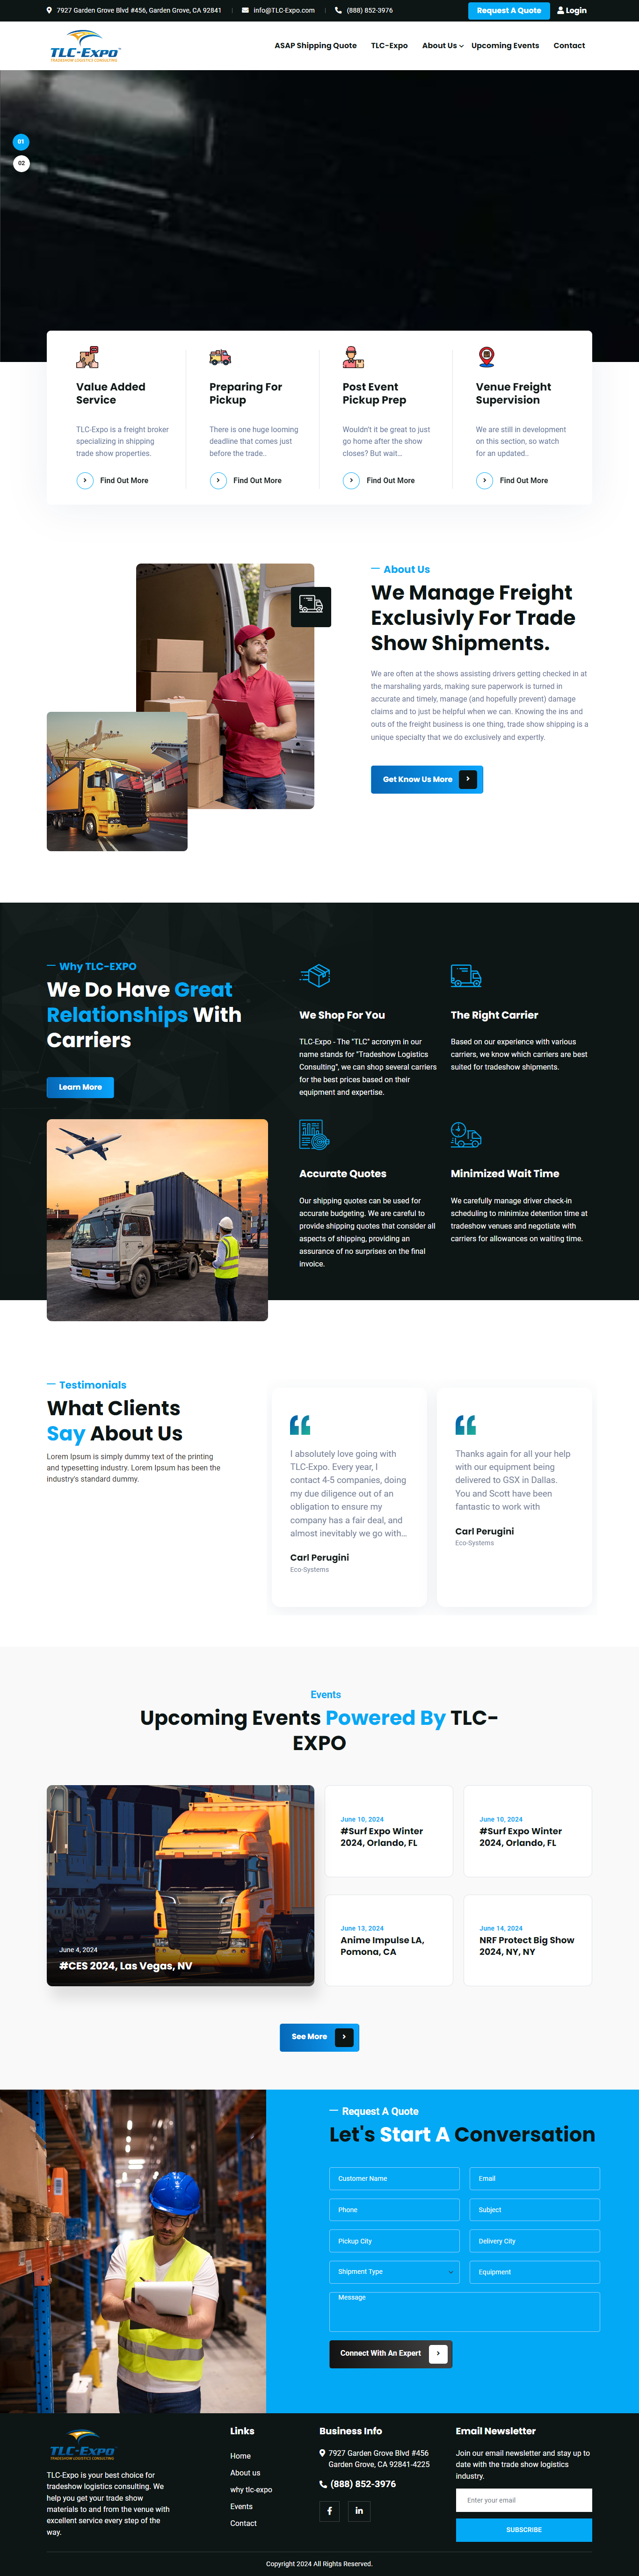 7927 Garden Grove Blvd #456, Garden Grove, CA 92841
info@TLC-Expo.com
(888) 852-3976
Request A Quote
Login
TLC-EXPO
TRADESHOW LOGISTICS CONSULTING
ASAP Shipping Quote
TLC-Expo
About Us
Upcoming Events
Contact
01
02
Value Added
Service
TLC-Expo is a freight broker
specializing in shipping
trade show properties.
Find Out More
Preparing For
Pickup
There is one huge looming
deadline that comes just
before the trade..
Find Out More
Post Event
Pickup Prep
Wouldn't it be great to just
go home after the show
closes? But wait...
Find Out More
Venue Freight
Supervision
We are still in development
on this section, so watch
for an updated..
Find Out More
About Us
We Manage Freight
Exclusivly For Trade
Show Shipments.
We are often at the shows assisting drivers getting checked in at
the marshaling yards, making sure paperwork is turned in
accurate and timely, manage (and hopefully prevent) damage
claims and to just be helpful when we can. Knowing the ins and
outs of the freight business is one thing, trade show shipping is a
unique specialty that we do exclusively and expertly.
Get Know Us More
Why TLC-EXPO
We Do Have Great
Relationships With
Carriers
Learn More
We Shop For You
TLC-Expo - The "TLC" acronym in our
name stands for "Tradeshow Logistics
Consulting", we can shop several carriers
for the best prices based on their
equipment and expertise.
The Right Carrier
Based on our experience with various
carriers, we know which carriers are best
suited for tradeshow shipments.
Accurate Quotes
Our shipping quotes can be used for
accurate budgeting. We are careful to
provide shipping quotes that consider all
aspects of shipping, providing an
assurance of no surprises on the final
invoice.
Minimized Wait Time
We carefully manage driver check-in
scheduling to minimize detention time at
tradeshow venues and negotiate with
carriers for allowances on waiting time.
Testimonials
What Clients
Say About Us
Lorem Ipsum is simply dummy text of the printing
and typesetting industry. Lorem Ipsum has been the
industry's standard dummy.
I absolutely love going with
TLC-Expo. Every year, I
contact 4-5 companies, doing
my due diligence out of an
obligation to ensure my
company has a fair deal, and
almost inevitably we go with...
Carl Perugini
Eco-Systems
Thanks again for all your help
with our equipment being
delivered to GSX in Dallas.
You and Scott have been
fantastic to work with
Carl Perugini
Eco-Systems
Events
Upcoming Events Powered By TLC-
EXPO
June 4, 2024
#CES 2024, Las Vegas, NV
June 10, 2024
#Surf Expo Winter
2024, Orlando, FL
June 10, 2024
#Surf Expo Winter
2024, Orlando, FL
June 13, 2024
Anime Impulse LA,
Pomona, CA
June 14, 2024
NRF Protect Big Show
2024, NY, NY
See More
Request A Quote
Let's Start A Conversation
Customer Name
Email
Phone
Subject
Pickup City
Delivery City
Shipment Type
Equipment
Message
Connect With An Expert
TLC-EXPO
TRADESHOW LOGISTICS CONSULTING
TLC-Expo is your best choice for
tradeshow logistics consulting. We
help you get your trade show
materials to and from the venue with
excellent service every step of the
way.
Links
Home
About us
why tlc-expo
Events
Contact
Business Info
7927 Garden Grove Blvd #456
Garden Grove, CA 92841-4225
(888) 852-3976
Email Newsletter
Join our email newsletter and stay up to
date with the trade show logistics
industry.
Enter your email
SUBSCRIBE
Copyright 2024 All Rights Reserved.